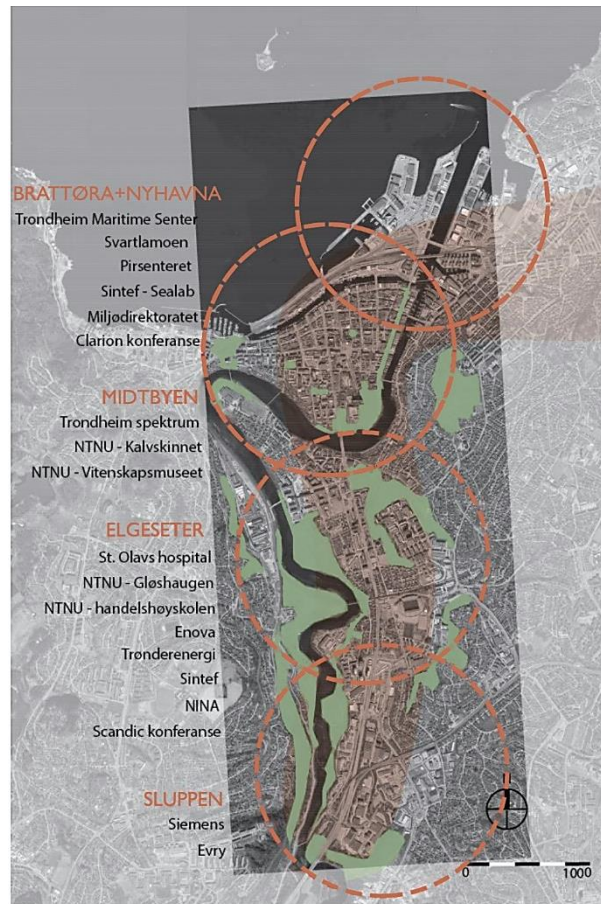 BRATTØRA+NYHAVNA
Trondheim Maritime Senter
Svartlamoen
Pirsenteret
Sintef - Sealab
Miljødirektoratet
Clarion konferanse
MIDTBYEN
Trondheim spektrum
NTNU - Kalvskinnet
NTNU - Vitenskapsmuseet
ELGESETER
St. Olavs hospital
NTNU - Gløshaugen
NTNU - handelshøyskolen
Enova
Trønderenergi
Sintef
NINA
Scandic konferanse
SLUPPEN
Siemens
Evry
0 1000